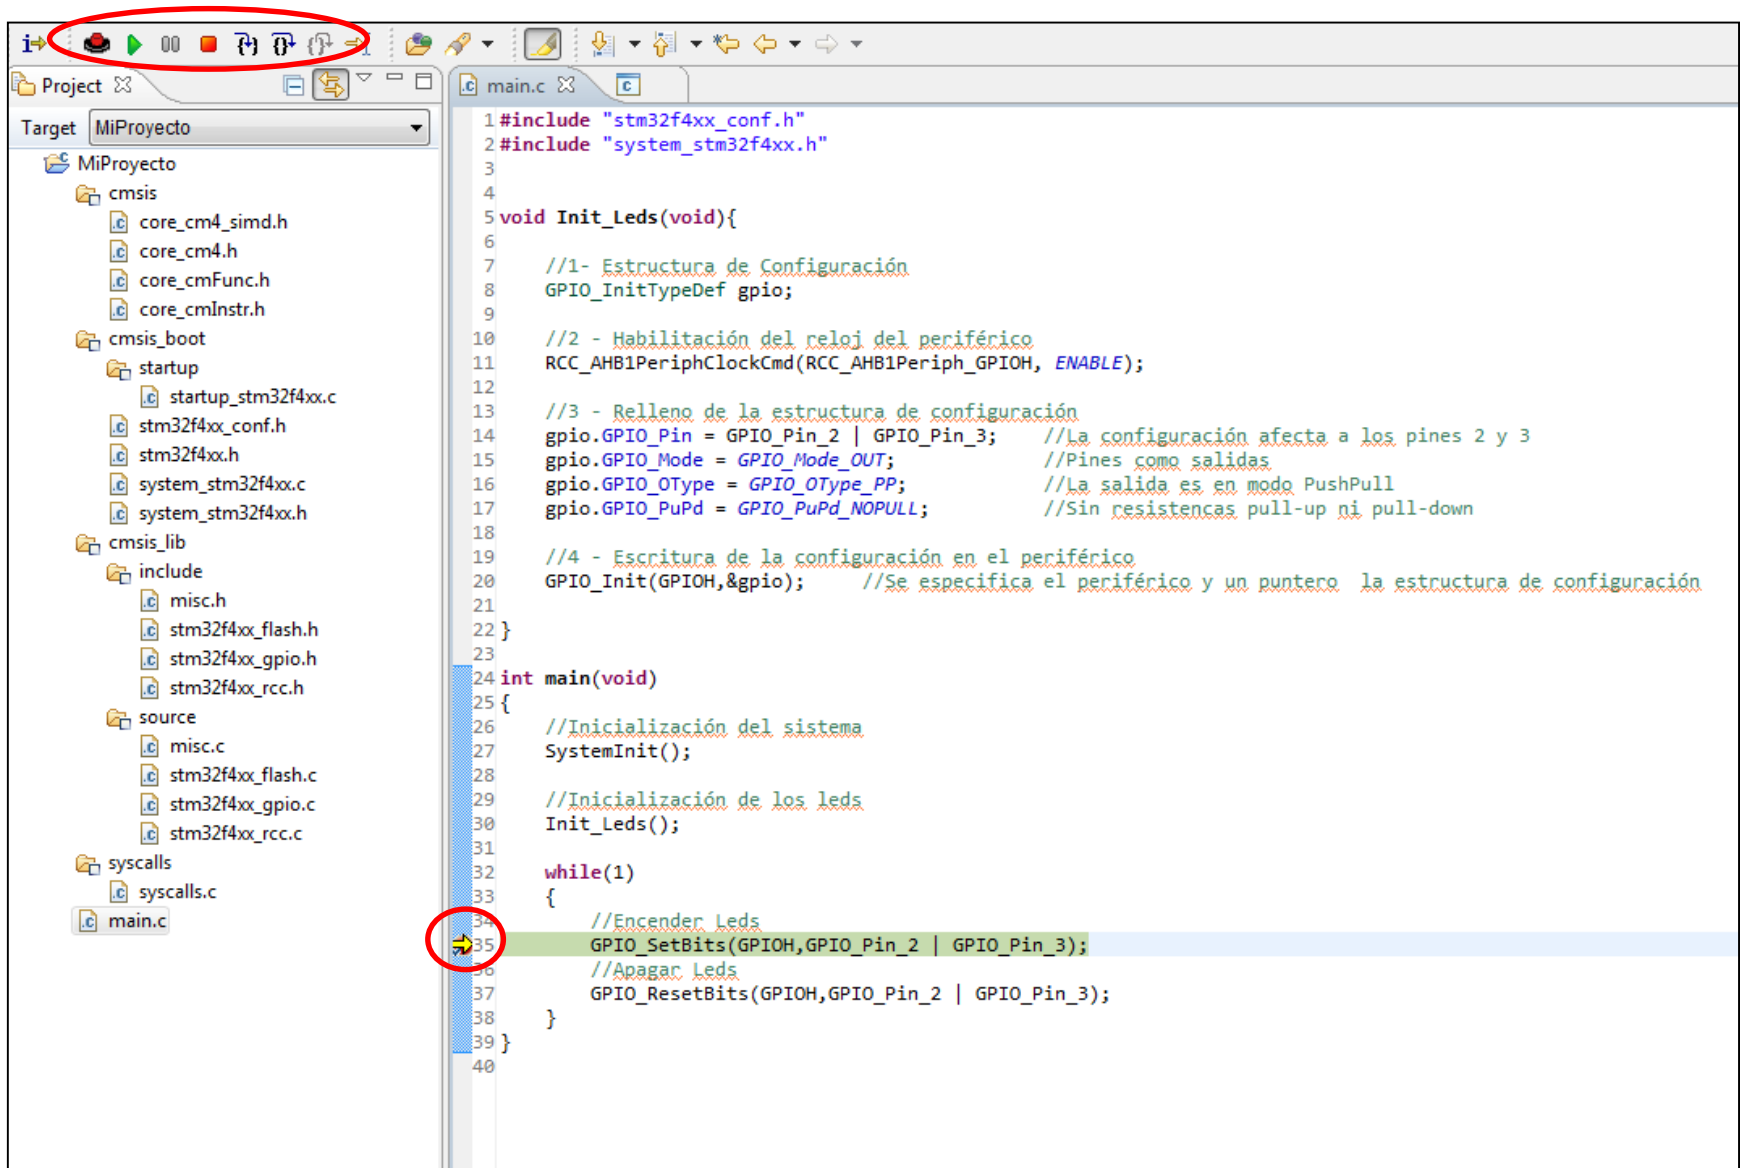 Project
Target MiProyecto
MiProyecto
cmsis
core_cm4_simd.h
core_cm4.h
core_cmFunc.h
core_cmInstr.h
cmsis_boot
startup
startup_stm32f4xx.c
stm32f4xx_conf.h
stm32f4xx.h
system_stm32f4xx.c
system_stm32f4xx.h
cmsis_lib
include
misc.h
stm32f4xx_flash.h
stm32f4xx_gpio.h
stm32f4xx_rcc.h
source
misc.c
stm32f4xx_flash.c
stm32f4xx_gpio.c
stm32f4xx_rcc.c
syscalls
syscalls.c
main.c
main.c
1 #include "stm32f4xx_conf.h"
2 #include "system_stm32f4xx.h"
3
4
5 void Init_Leds(void){
6
7 //1- Estructura de Configuración
8 GPIO_InitTypeDef gpio;
9
10 //2 - Habilitación del reloj del periférico
11 RCC_AHB1PeriphClockCmd(RCC_AHB1Periph_GPIOH, ENABLE);
12
13 //3 - Relleno de la estructura de configuración
14 gpio.GPIO_Pin = GPIO_Pin_2 | GPIO_Pin_3; //La configuración afecta a los pines 2 y 3
15 gpio.GPIO_Mode = GPIO_Mode_OUT; //Pines como salidas
16 gpio.GPIO_OType = GPIO_OType_PP; //La salida es en modo PushPull
17 gpio.GPIO_PuPd = GPIO_PuPd_NOPULL; //Sin resistencas pull-up ni pull-down
18
19 //4 - Escritura de la configuración en el periférico
20 GPIO_Init(GPIOH,&gpio); //Se especifica el periférico y un puntero la estructura de configuración
21
22 }
23
24 int main(void)
25 {
26 //Inicialización del sistema
27 SystemInit();
28
29 //Inicialización de los leds
30 Init_Leds();
31
32 while(1)
33 {
34 //Encender Leds
35 GPIO_SetBits(GPIOH,GPIO_Pin_2 | GPIO_Pin_3);
36 //Apagar Leds
37 GPIO_ResetBits(GPIOH,GPIO_Pin_2 | GPIO_Pin_3);
38 }
39 }
40